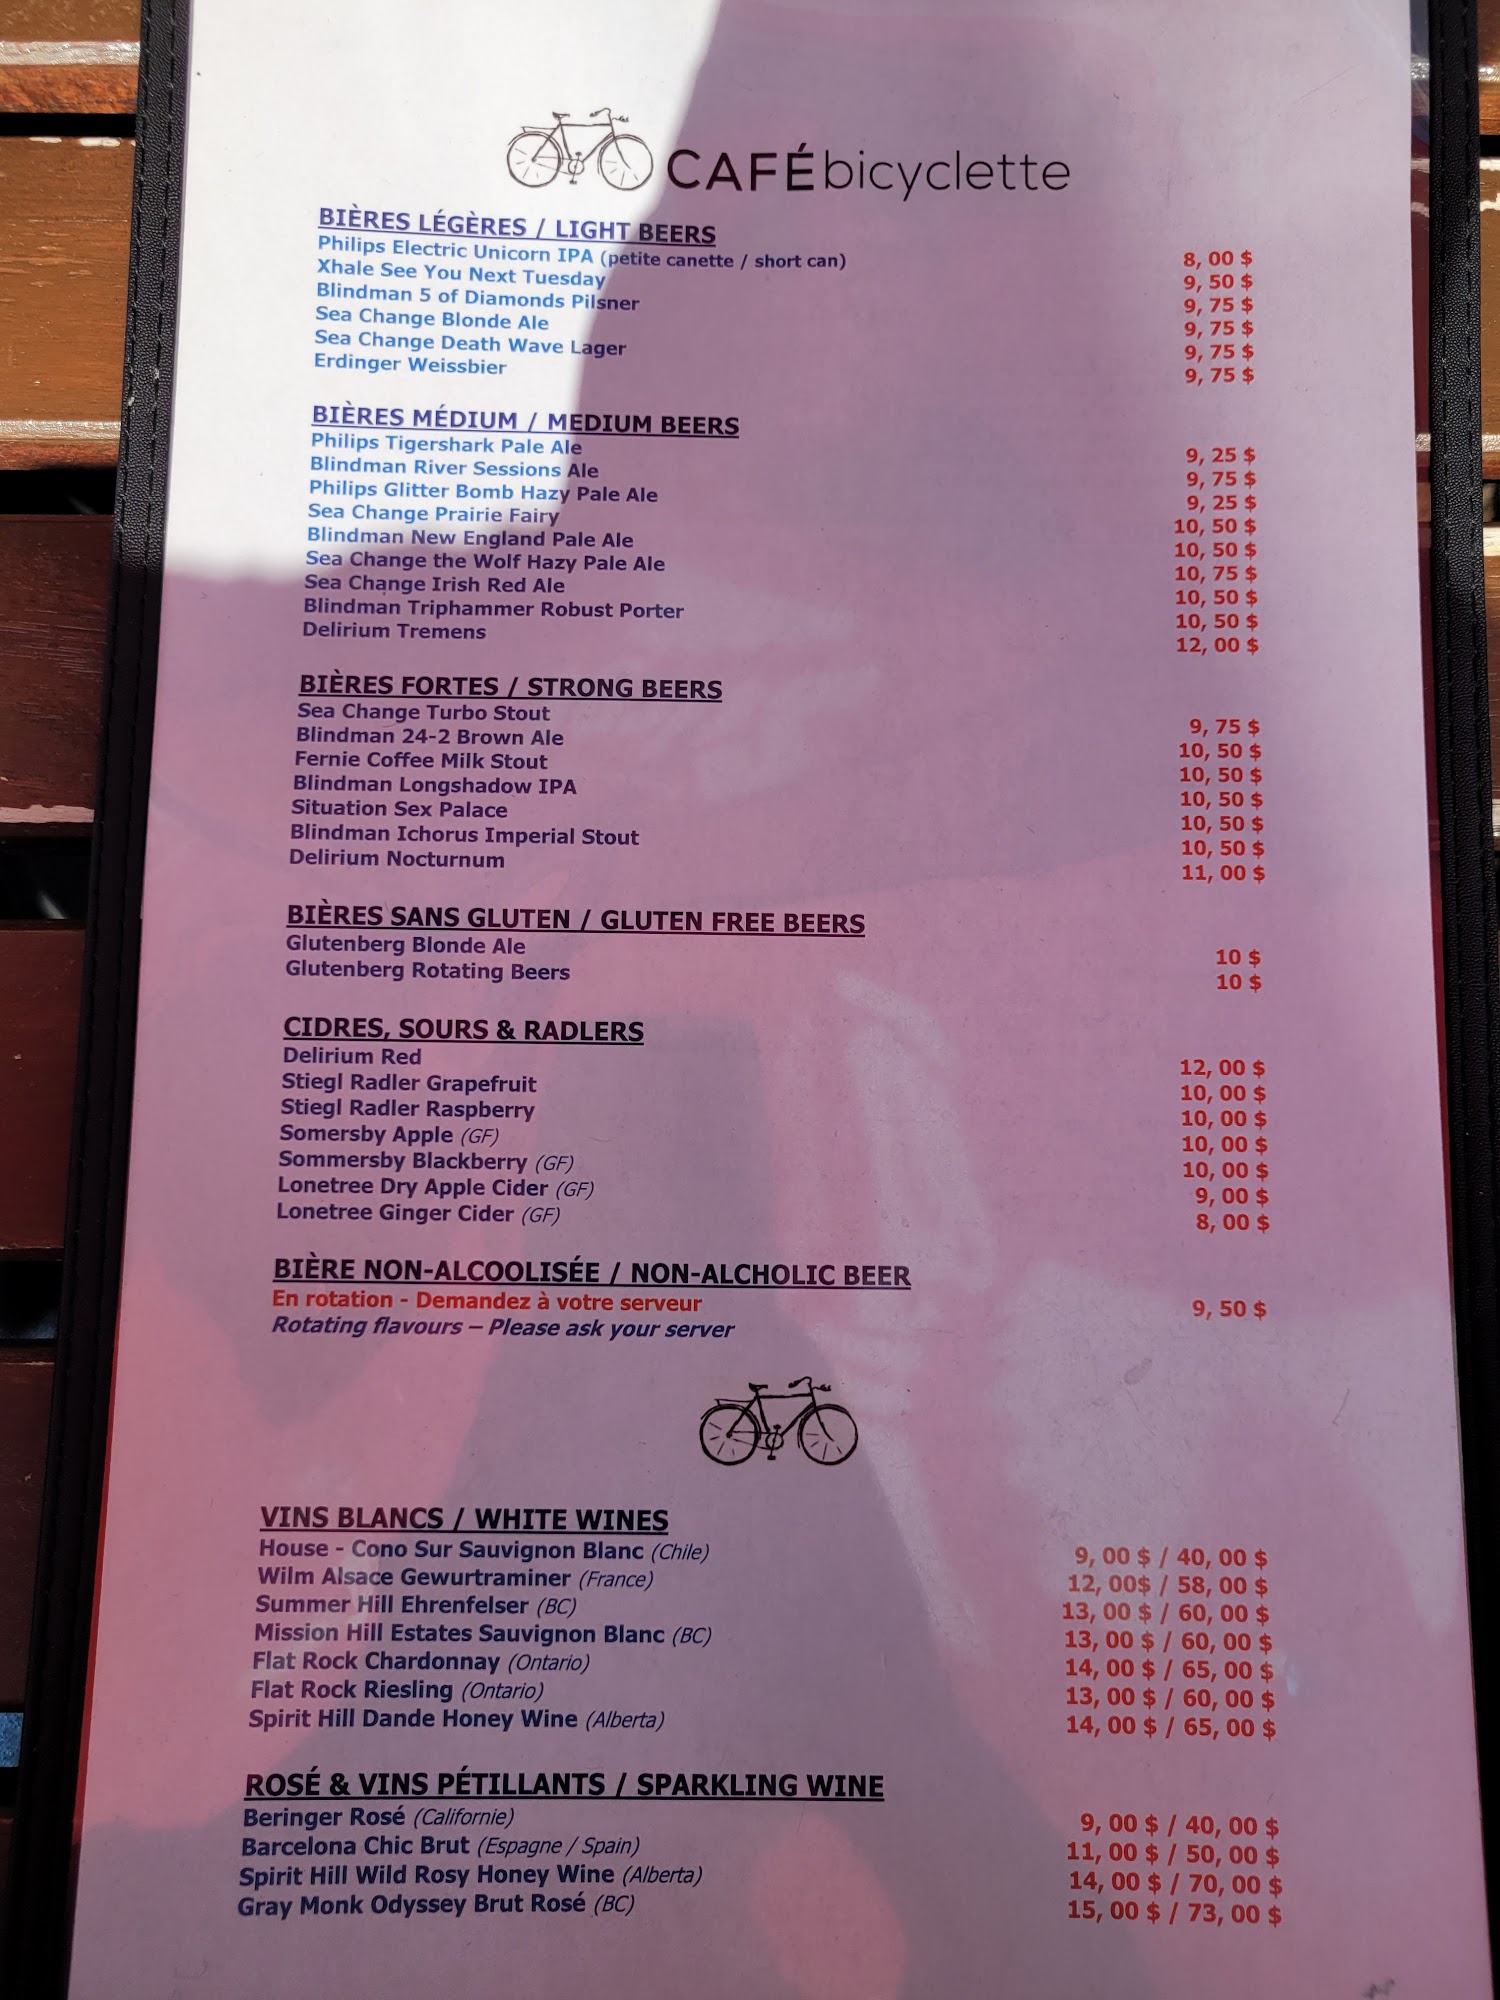 CAFÉbicyclette
BIÈRES LÉGÈRES / LIGHT BEERS
Philips Electric Unicorn IPA (petite canette / short can) 8, 00 $
Xhale See You Next Tuesday 9, 50 $
Blindman 5 of Diamonds Pilsner 9, 75 $
Sea Change Blonde Ale 9, 75 $
Sea Change Death Wave Lager 9, 75 $
Erdinger Weissbier 9, 75 $
BIÈRES MÉDIUM / MEDIUM BEERS
Philips Tigershark Pale Ale 9, 25 $
Blindman River Sessions Ale 9, 75 $
Philips Glitter Bomb Hazy Pale Ale 9, 25 $
Sea Change Prairie Fairy 10, 50 $
Blindman New England Pale Ale 10, 50 $
Sea Change the Wolf Hazy Pale Ale 10, 75 $
Sea Change Irish Red Ale 10, 50 $
Blindman Triphammer Robust Porter 10, 50 $
Delirium Tremens 12, 00 $
BIÈRES FORTES / STRONG BEERS
Sea Change Turbo Stout 9, 75 $
Blindman 24-2 Brown Ale 10, 50 $
Fernie Coffee Milk Stout 10, 50 $
Blindman Longshadow IPA 10, 50 $
Situation Sex Palace 10, 50 $
Blindman Ichorus Imperial Stout 10, 50 $
Delirium Nocturnum 11, 00 $
BIÈRES SANS GLUTEN / GLUTEN FREE BEERS
Glutenberg Blonde Ale 10 $
Glutenberg Rotating Beers 10 $
CIDRES, SOURS & RADLERS
Delirium Red 12, 00 $
Stiegl Radler Grapefruit 10, 00 $
Stiegl Radler Raspberry 10, 00 $
Somersby Apple (GF) 10, 00 $
Sommersby Blackberry (GF) 10, 00 $
Lonetree Dry Apple Cider (GF) 9, 00 $
Lonetree Ginger Cider (GF) 8, 00 $
BIÈRE NON-ALCOOLISÉE / NON-ALCHOLIC BEER
En rotation - Demandez à votre serveur 9, 50 $
Rotating flavours – Please ask your server
VINS BLANCS / WHITE WINES
House - Cono Sur Sauvignon Blanc (Chile) 9, 00 $ / 40, 00 $
Wilm Alsace Gewurtraminer (France) 12, 00$ / 58, 00 $
Summer Hill Ehrenfelser (BC) 13, 00 $ / 60, 00 $
Mission Hill Estates Sauvignon Blanc (BC) 13, 00 $ / 60, 00 $
Flat Rock Chardonnay (Ontario) 14, 00 $ / 65, 00 $
Flat Rock Riesling (Ontario) 13, 00 $ / 60, 00 $
Spirit Hill Dande Honey Wine (Alberta) 14, 00 $ / 65, 00 $
ROSÉ & VINS PÉTILLANTS / SPARKLING WINE
Beringer Rosé (Californie) 9, 00 $ / 40, 00 $
Barcelona Chic Brut (Espagne / Spain) 11, 00 $ / 50, 00 $
Spirit Hill Wild Rosy Honey Wine (Alberta) 14, 00 $ / 70, 00 $
Gray Monk Odyssey Brut Rosé (BC) 15, 00 $ / 73, 00 $